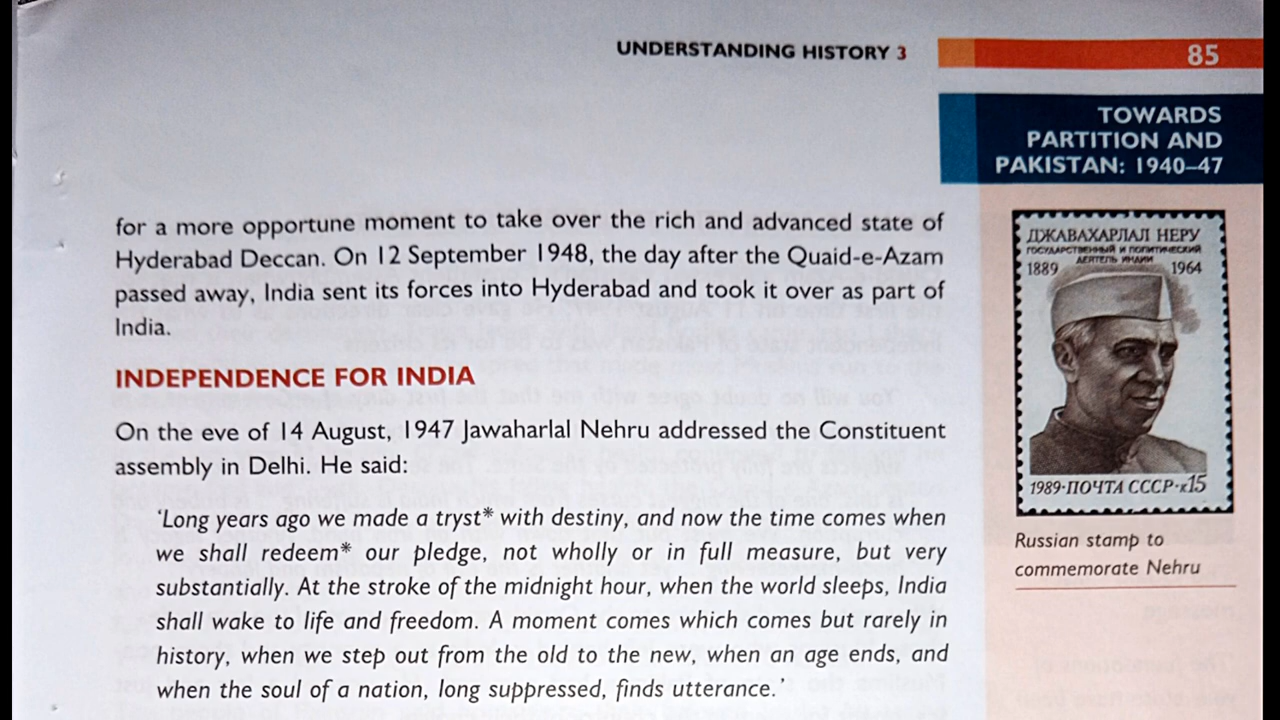 UNDERSTANDING HISTORY 3
85
TOWARDS
PARTITION AND
PAKISTAN: 1940–47
for a more opportune moment to take over the rich and advanced state of
Hyderabad Deccan. On 12 September 1948, the day after the Quaid-e-Azam
passed away, India sent its forces into Hyderabad and took it over as part of
India.
INDEPENDENCE FOR INDIA
On the eve of 14 August, 1947 Jawaharlal Nehru addressed the Constituent
assembly in Delhi. He said:
‘Long years ago we made a tryst* with destiny, and now the time comes when
we shall redeem* our pledge, not wholly or in full measure, but very
substantially. At the stroke of the midnight hour, when the world sleeps, India
shall wake to life and freedom. A moment comes which comes but rarely in
history, when we step out from the old to the new, when an age ends, and
when the soul of a nation, long suppressed, finds utterance.’
ДЖАВАХАРЛАЛ НЕРУ
ГОСУДАРСТВЕННЫЙ И ПОЛИТИЧЕСКИЙ
ДЕЯТЕЛЬ ИНДИИ
1889 1964
1989·ПОЧТА СССР·к15
Russian stamp to
commemorate Nehru